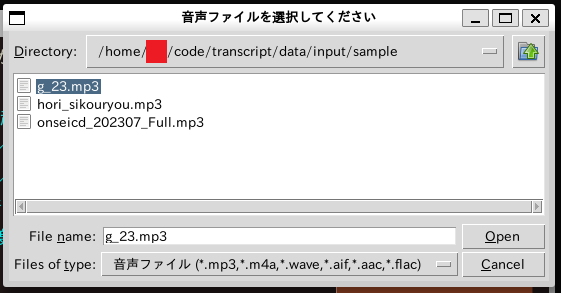 音声ファイルを選択してください
Directory: /home/ /code/transcript/data/input/sample
g_23.mp3
hori_sikouryou.mp3
onseicd_202307_Full.mp3
File name: g_23.mp3 Open
Files of type: 音声ファイル (*.mp3,*.m4a,*.wave,*.aif,*.aac,*.flac) Cancel